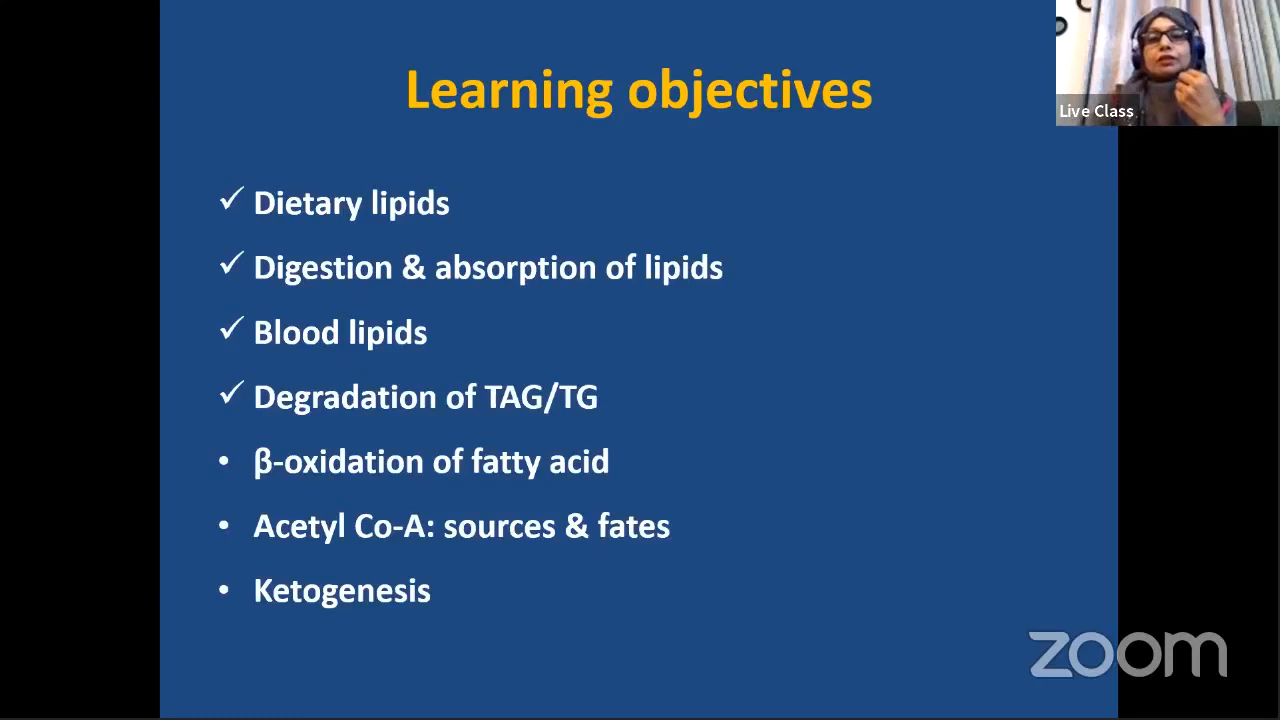 Learning objectives
Live Class
✓ Dietary lipids
✓ Digestion & absorption of lipids
✓ Blood lipids
✓ Degradation of TAG/TG
• β-oxidation of fatty acid
• Acetyl Co-A: sources & fates
• Ketogenesis
zoom